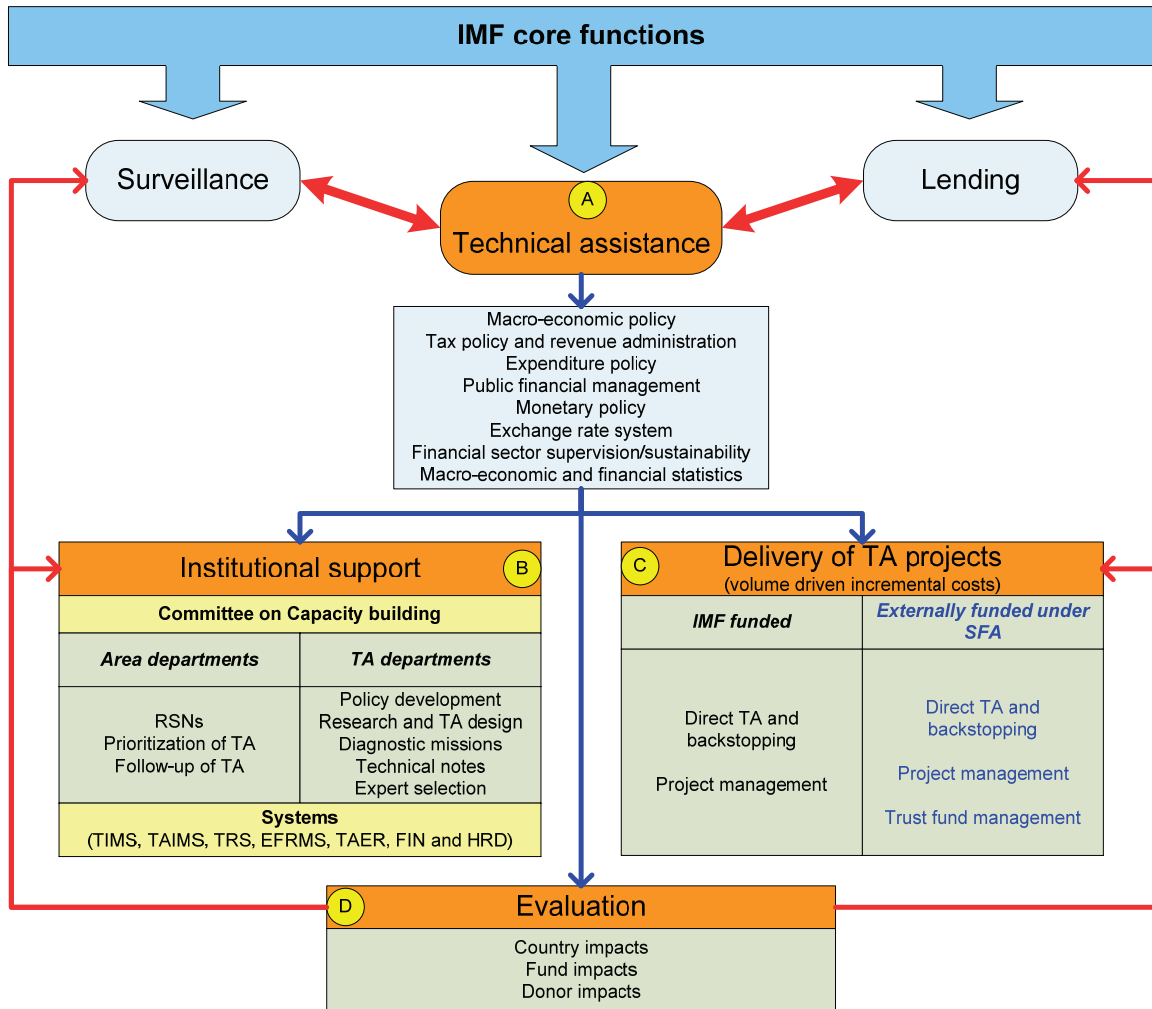 IMF core functions
Surveillance
A
Technical assistance
Lending
Macro-economic policy
Tax policy and revenue administration
Expenditure policy
Public financial management
Monetary policy
Exchange rate system
Financial sector supervision/sustainability
Macro-economic and financial statistics
Institutional support
B
Committee on Capacity building
Area departments
TA departments
RSNs
Prioritization of TA
Follow-up of TA
Policy development
Research and TA design
Diagnostic missions
Technical notes
Expert selection
Systems
(TIMS, TAIMS, TRS, EFRMS, TAER, FIN and HRD)
C
Delivery of TA projects
(volume driven incremental costs)
IMF funded
Externally funded under
SFA
Direct TA and
backstopping
Project management
Direct TA and
backstopping
Project management
Trust fund management
D
Evaluation
Country impacts
Fund impacts
Donor impacts